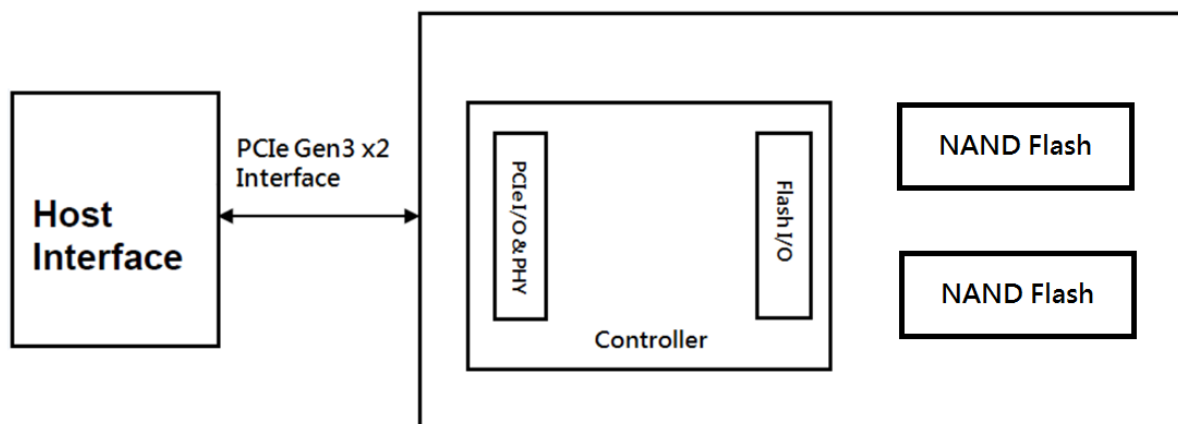 Host
Interface
PCIe Gen3 x2
Interface
PCIe I/O & PHY
Flash I/O
Controller
NAND Flash
NAND Flash